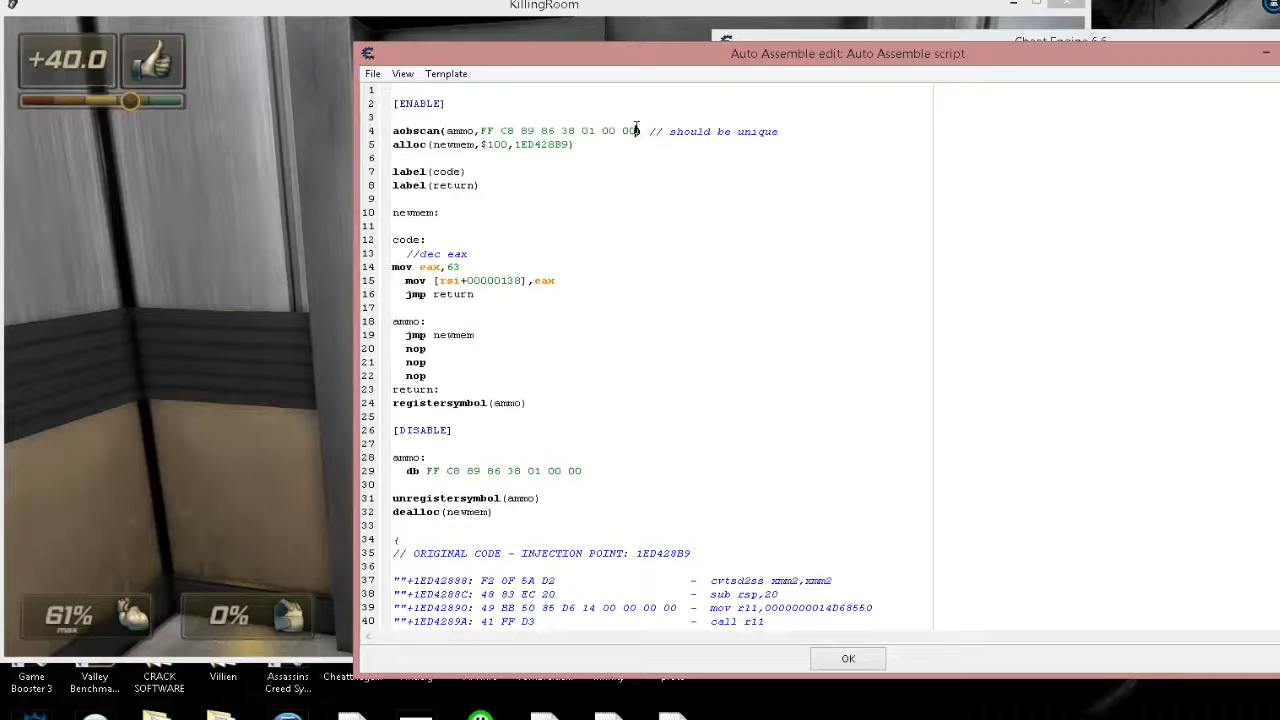 KillingRoom
Cheat Engine 6.6
+40.0
Auto Assemble edit: Auto Assemble script
File View Template
1
2 [ENABLE]
3
4 aobscan(ammo,FF C8 89 86 38 01 00 00) // should be unique
5 alloc(newmem,$100,1ED428B9)
6
7 label(code)
8 label(return)
9
10 newmem:
11
12 code:
13 //dec eax
14 mov eax,63
15 mov [rsi+00000138],eax
16 jmp return
17
18 ammo:
19 jmp newmem
20 nop
21 nop
22 nop
23 return:
24 registersymbol(ammo)
25
26 [DISABLE]
27
28 ammo:
29 db FF C8 89 86 38 01 00 00
30
31 unregistersymbol(ammo)
32 dealloc(newmem)
33
34 {
35 // ORIGINAL CODE - INJECTION POINT: 1ED428B9
36
37 ""+1ED42888: F2 0F 5A D2 - cvtsd2ss xmm2,xmm2
38 ""+1ED4288C: 48 83 EC 20 - sub rsp,20
39 ""+1ED42890: 49 BB 50 85 D6 14 00 00 00 00 - mov r11,0000000014D68550
40 ""+1ED4289A: 41 FF D3 - call r11
61%
max
0%
OK
Game Booster 3
Valley Benchma...
CRACK SOFTWARE
Villien
Assassins Creed Sy...